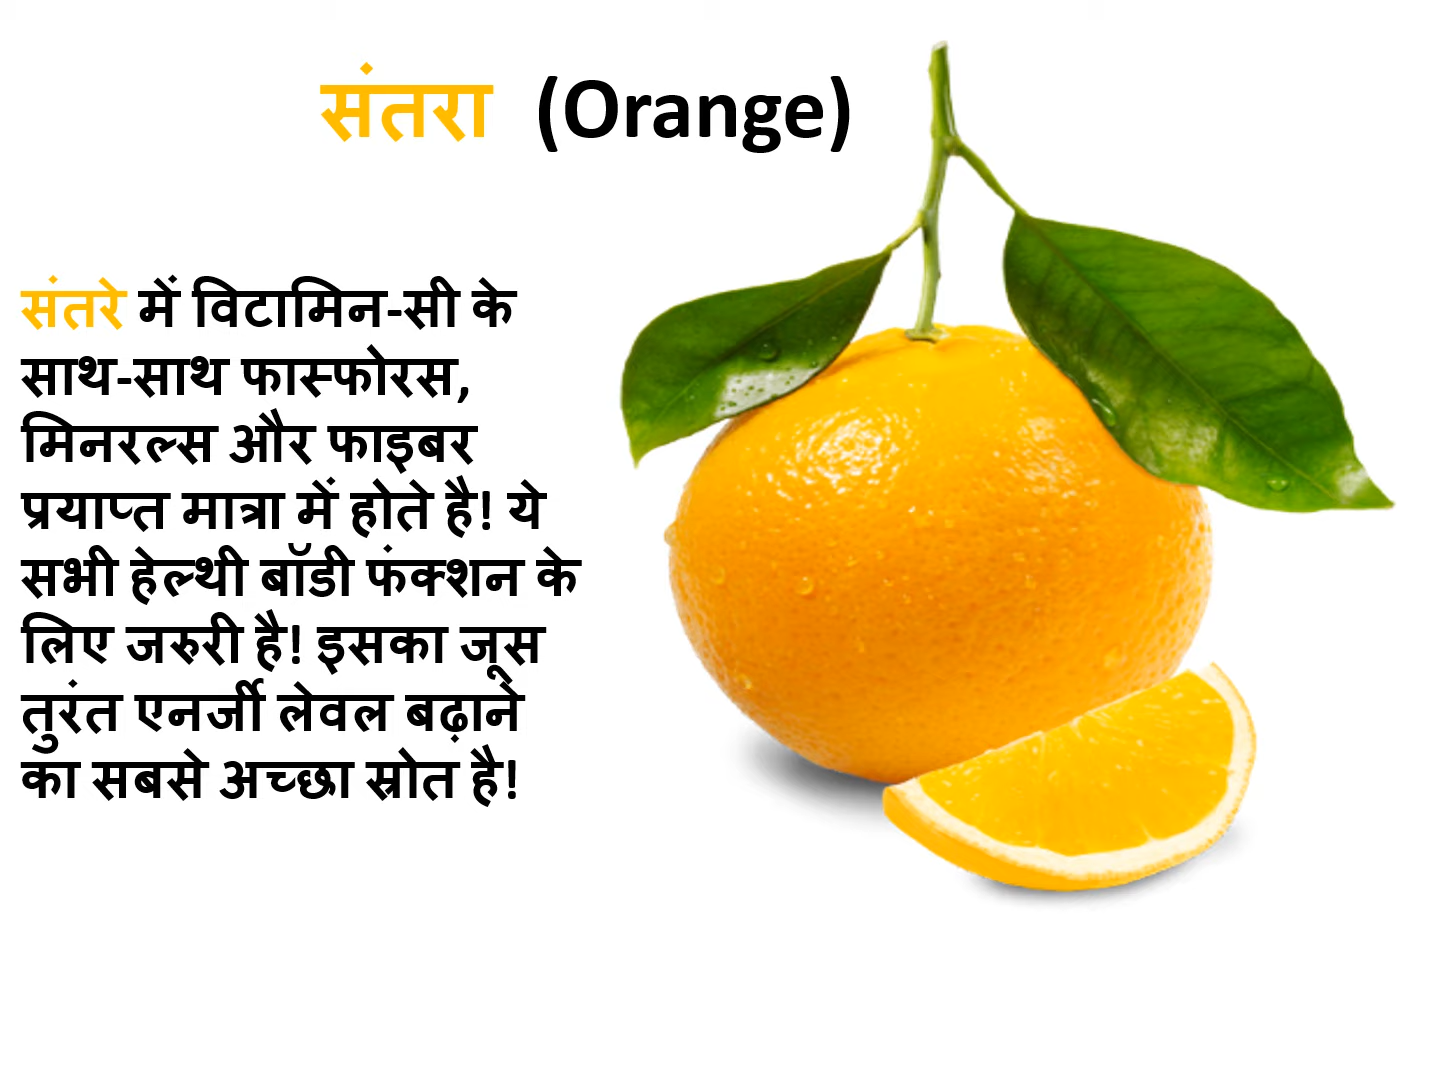 संतरा (Orange)
संतरे में विटामिन-सी के
साथ-साथ फास्फोरस,
मिनरल्स और फाइबर
प्रयाप्त मात्रा में होते है! ये
सभी हेल्थी बॉडी फंक्शन के
लिए जरुरी है! इसका जूस
तुरंत एनर्जी लेवल बढ़ाने
का सबसे अच्छा स्रोत है!